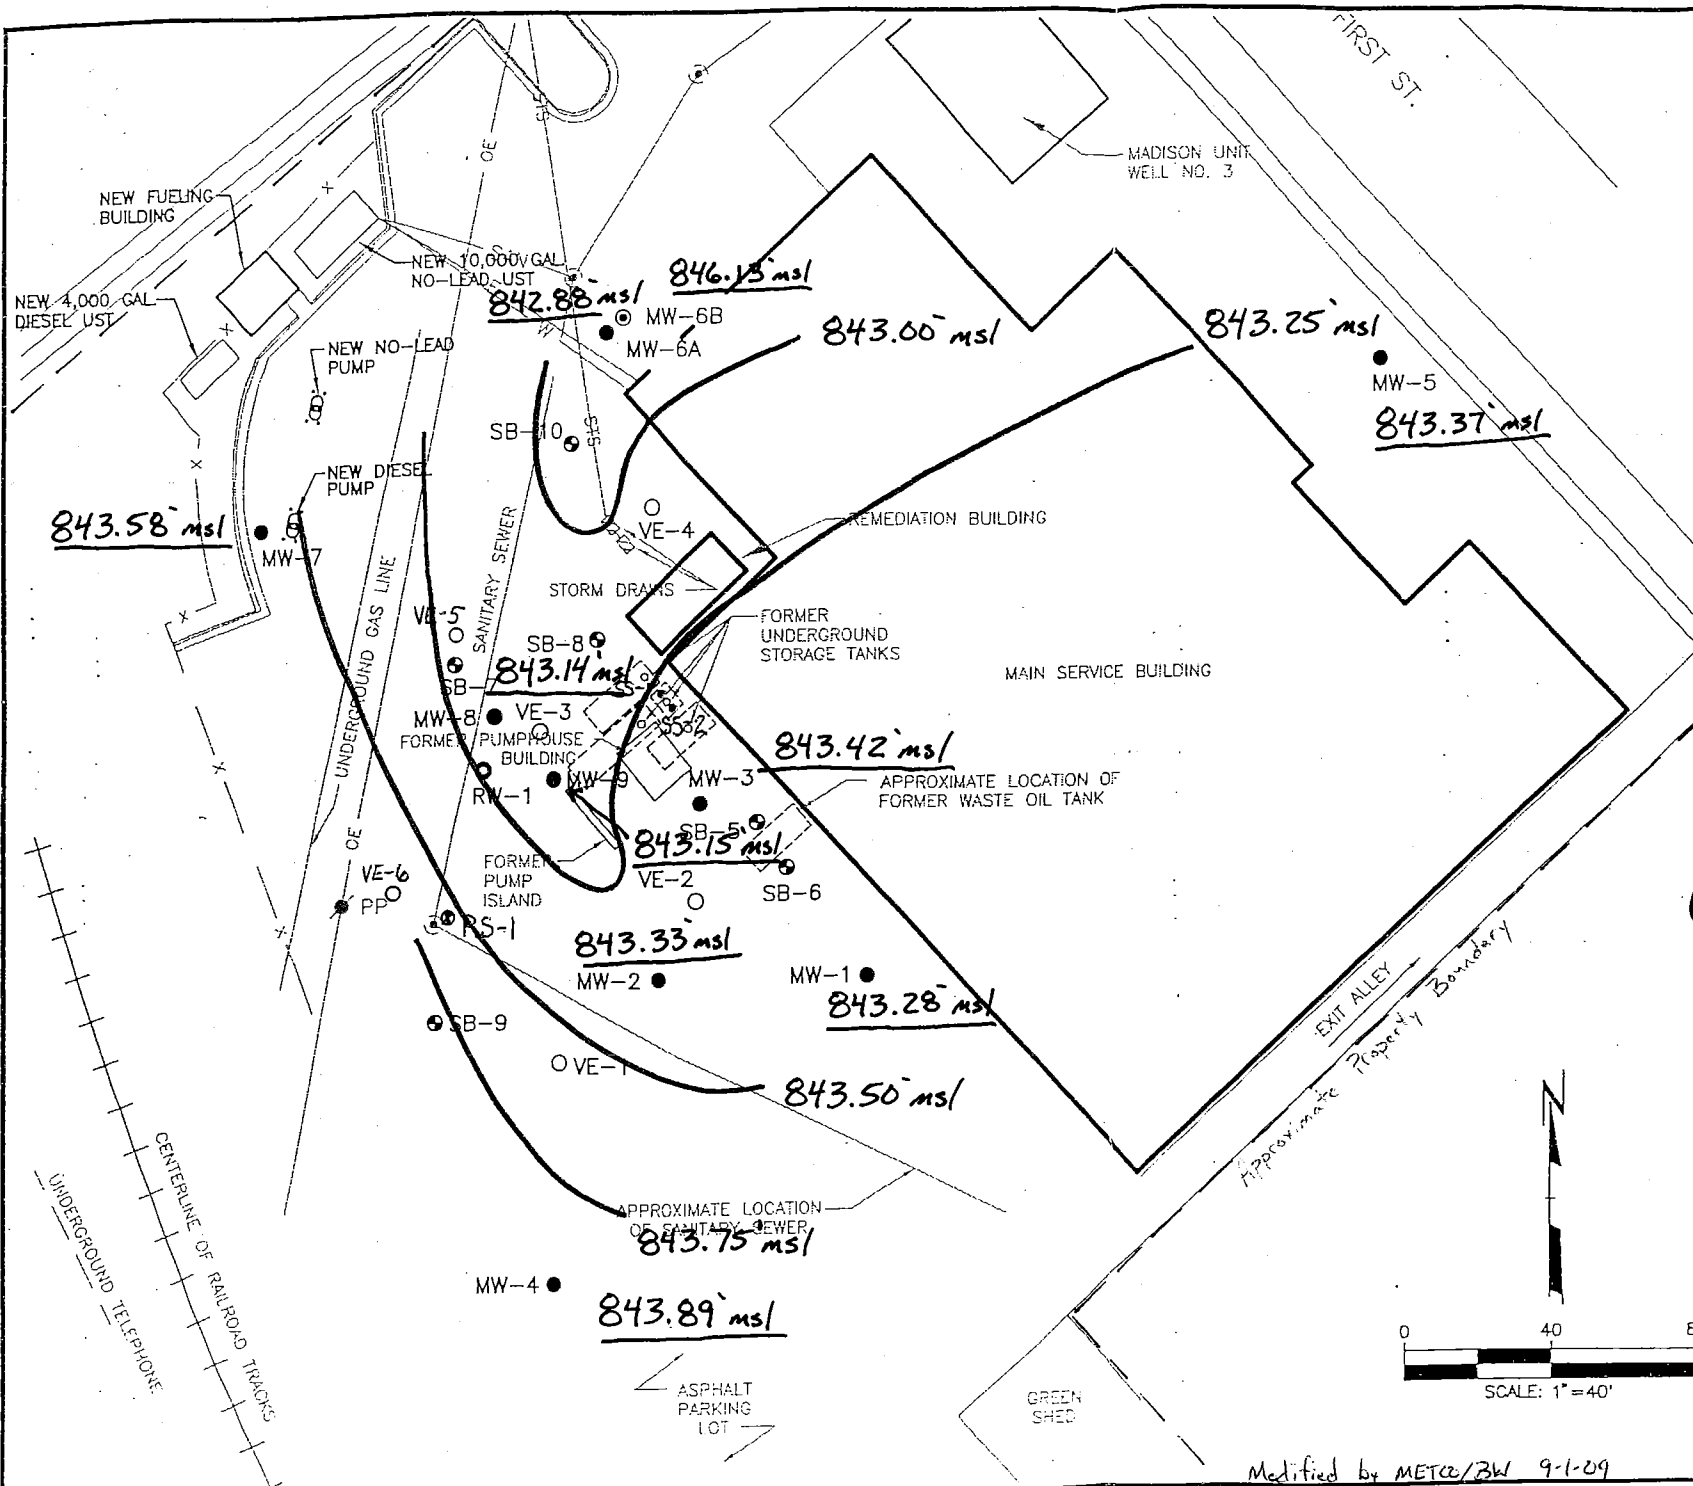 FIRST ST.
MADISON UNIT
WELL NO. 3
NEW FUELING
BUILDING
NEW 10,000 GAL
NO-LEAD UST
NEW 4,000 GAL
DIESEL UST
846.13' msl
842.88' msl
MW-6B
MW-6A
843.00' msl
843.25' msl
MW-5
843.37' msl
NEW NO-LEAD
PUMP
SB-10
NEW DIESEL
PUMP
843.58' msl
MW-7
VE-4
REMEDIATION BUILDING
STORM DRAINS
SANITARY SEWER
UNDERGROUND GAS LINE
OE
STS
STS
VE-5
SB-8
FORMER
UNDERGROUND
STORAGE TANKS
843.14' msl
MAIN SERVICE BUILDING
MW-8
VE-3
FORMER PUMPHOUSE
BUILDING
843.42' msl
MW-9
MW-3
RW-1
APPROXIMATE LOCATION OF
FORMER WASTE OIL TANK
SB-5
843.15' msl
FORMER
PUMP
ISLAND
VE-2
SB-6
VE-6
PP
OE
RS-1
843.33' msl
MW-2
MW-1
843.28' msl
SB-9
VE-1
843.50' msl
EXIT ALLEY
Approximate Property Boundary
N
CENTERLINE OF RAILROAD TRACKS
UNDERGROUND TELEPHONE
APPROXIMATE LOCATION
OF SANITARY SEWER
843.75' msl
MW-4
843.89' msl
ASPHALT
PARKING
LOT
GREEN
SHED
0 40
SCALE: 1"=40'
Modified by METCO/BW 9-1-09